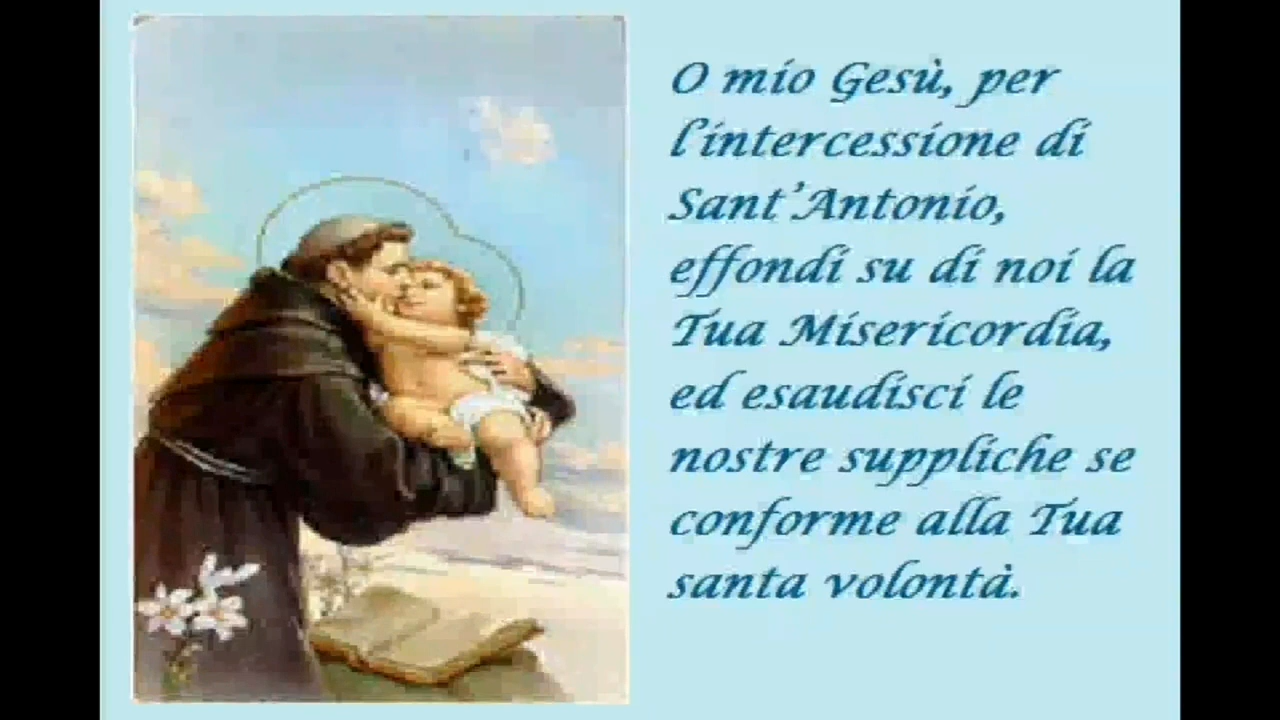 O mio Gesù, per
l'intercessione di
Sant'Antonio,
effondi su di noi la
Tua Misericordia,
ed esaudisci le
nostre suppliche se
conforme alla Tua
santa volontà.